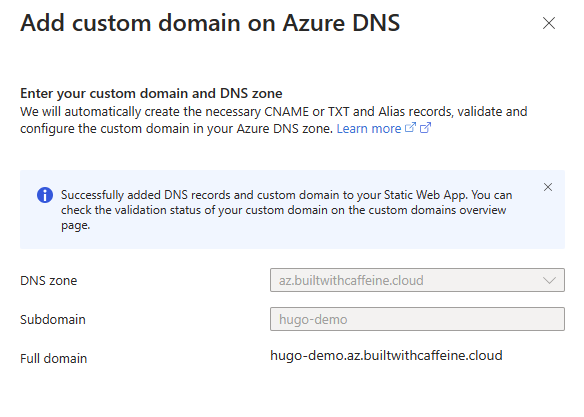 Add custom domain on Azure DNS
Enter your custom domain and DNS zone
We will automatically create the necessary CNAME or TXT and Alias records, validate and
configure the custom domain in your Azure DNS zone. Learn more
Successfully added DNS records and custom domain to your Static Web App. You can
check the validation status of your custom domain on the custom domains overview
page.
DNS zone az.builtwithcaffeine.cloud
Subdomain hugo-demo
Full domain hugo-demo.az.builtwithcaffeine.cloud